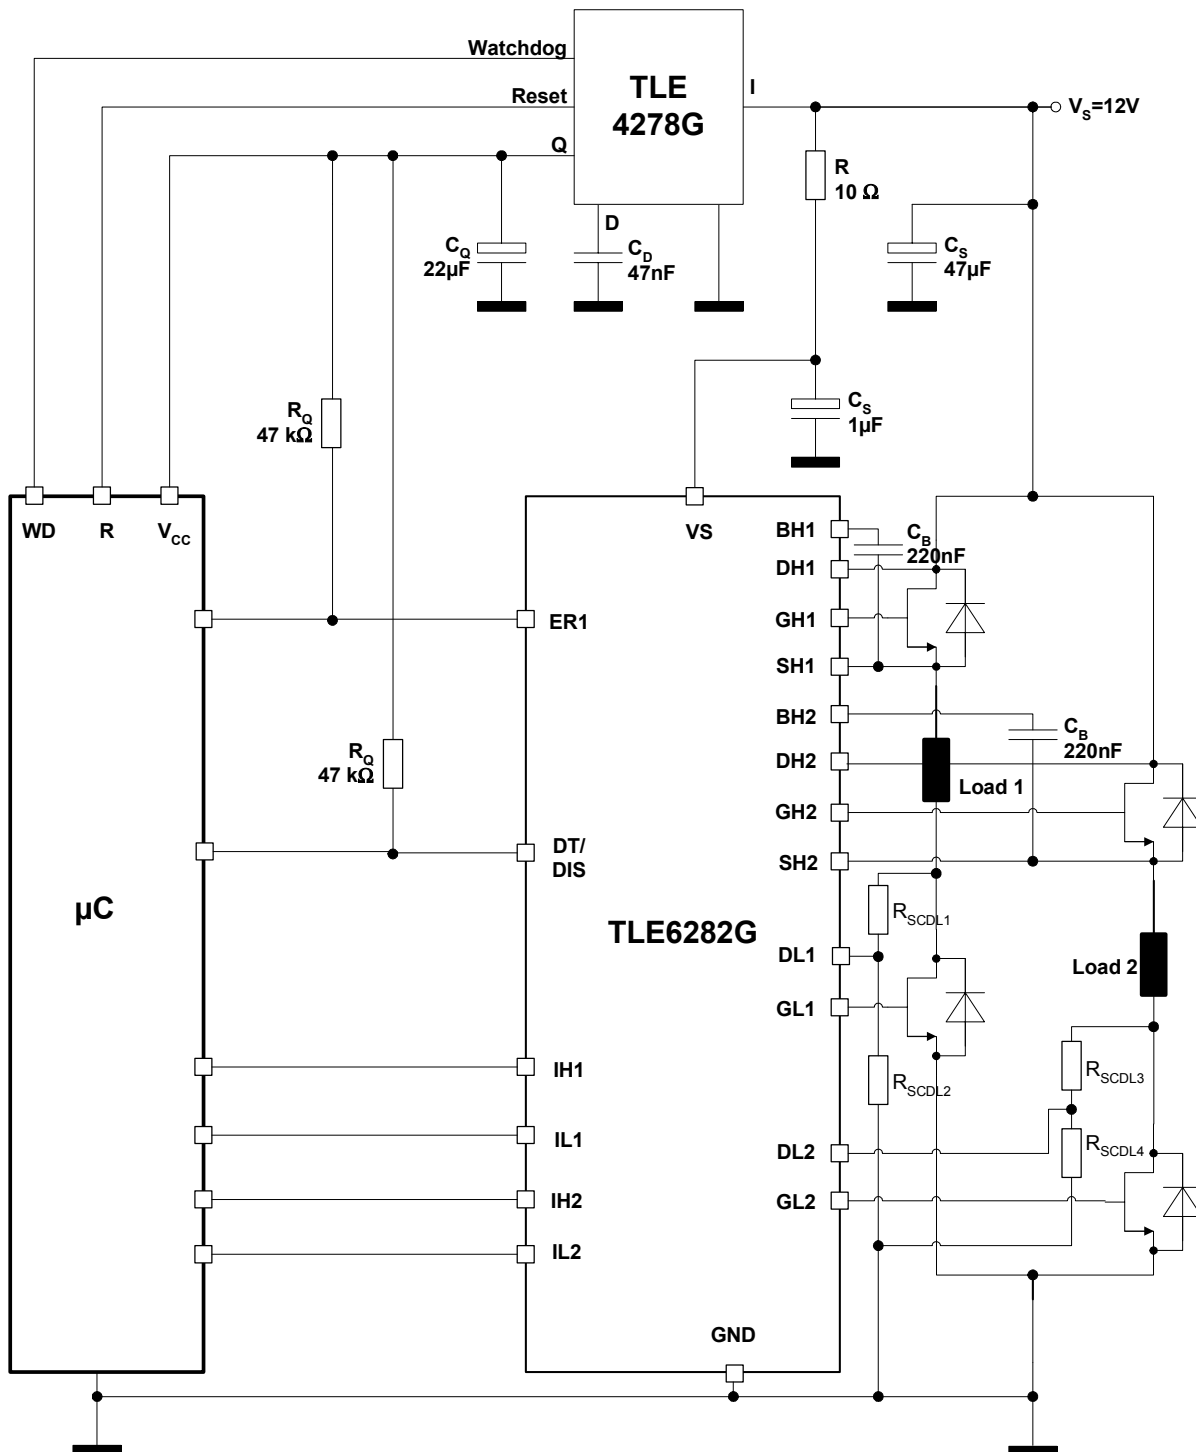 Watchdog
TLE
4278G
I
Reset
V_S=12V
Q
R
10 Ω
D
C_Q
22µF
C_D
47nF
C_S
47µF
C_S
1µF
R_Q
47 kΩ
WD
R
V_CC
VS
BH1
C_B
220nF
DH1
ER1
GH1
SH1
BH2
C_B
220nF
R_Q
47 kΩ
DH2
Load 1
GH2
DT/
DIS
SH2
µC
R_SCDL1
TLE6282G
DL1
Load 2
GL1
IH1
R_SCDL2
R_SCDL3
IL1
DL2
R_SCDL4
IH2
GL2
IL2
GND